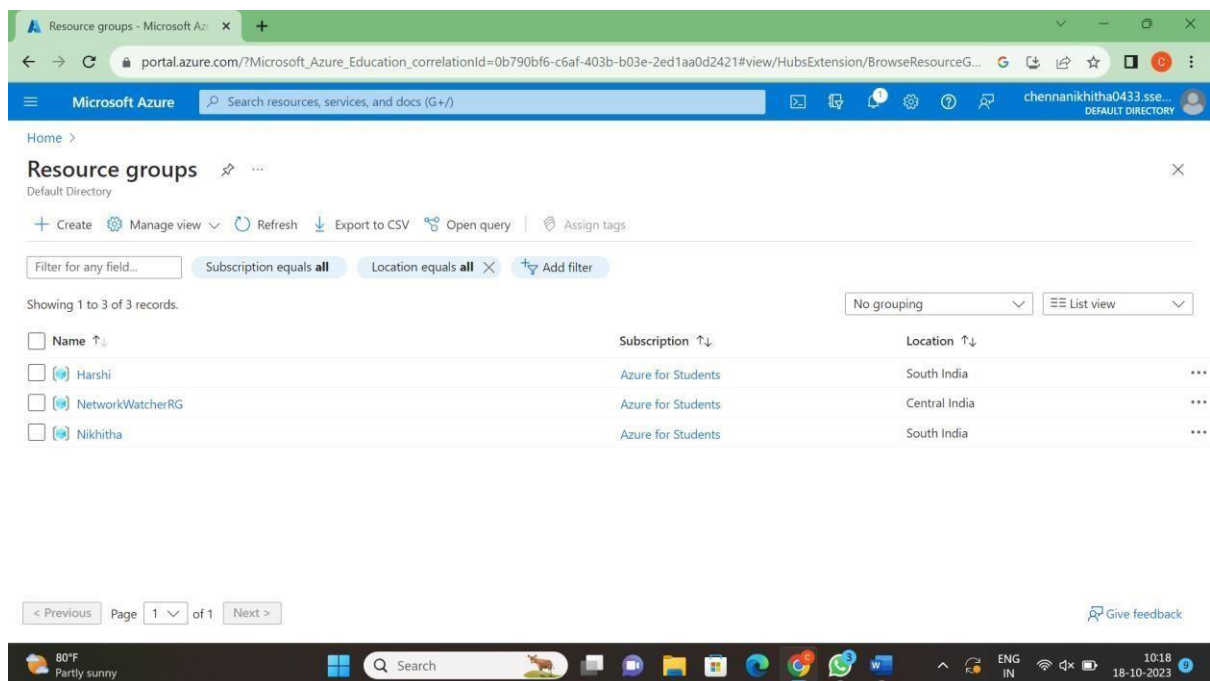 Resource groups - Microsoft Az
portal.azure.com/?Microsoft_Azure_Education_correlationId=0b790bf6-c6af-403b-b03e-2ed1aa0d2421#view/HubsExtension/BrowseResourceG...
Microsoft Azure Search resources, services, and docs (G+/) 1 chennanikhitha0433.sse...
DEFAULT DIRECTORY
Home >
Resource groups ...
Default Directory
+ Create Manage view Refresh Export to CSV Open query Assign tags
Filter for any field... Subscription equals all Location equals all Add filter
Showing 1 to 3 of 3 records. No grouping List view
Name Subscription Location
Harshi Azure for Students South India
NetworkWatcherRG Azure for Students Central India
Nikhitha Azure for Students South India
< Previous Page 1 of 1 Next > Give feedback
80°F Search ENG 10:18
Partly sunny 3 W IN 18-10-2023 9